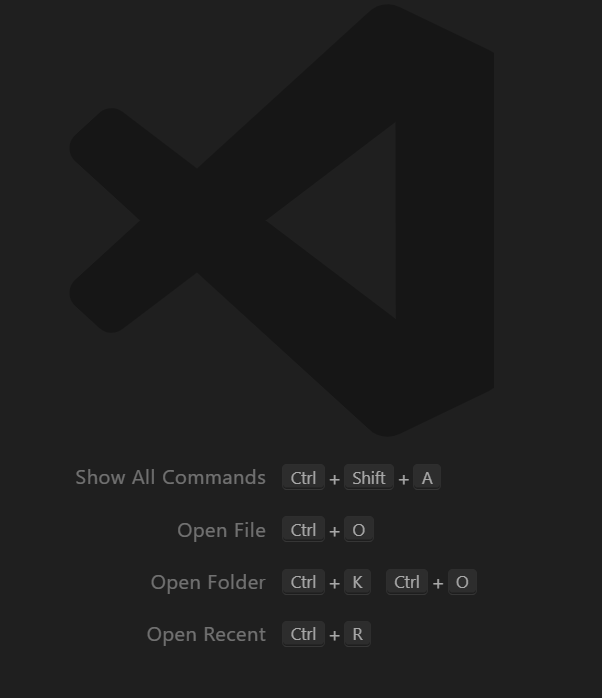 Show All Commands Ctrl + Shift + A
Open File Ctrl + O
Open Folder Ctrl + K Ctrl + O
Open Recent Ctrl + R